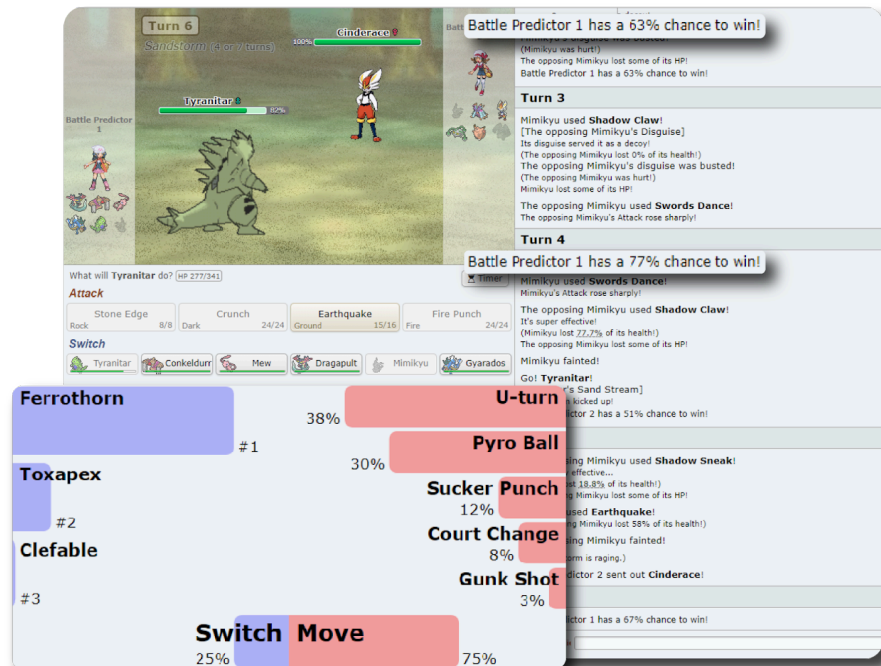 Turn 6
Sandstorm (4 or 7 turns)
Cinderace
100%
Tyranitar
82%
Battle Predictor
1
Battle Predictor 1 has a 63% chance to win!
(Mimikyu was hurt!)
The opposing Mimikyu lost some of its HP!
Battle Predictor 1 has a 63% chance to win!
Turn 3
Mimikyu used Shadow Claw!
[The opposing Mimikyu's Disguise]
Its disguise served it as a decoy!
(The opposing Mimikyu lost 0% of its health!)
The opposing Mimikyu's disguise was busted!
(The opposing Mimikyu was hurt!)
Mimikyu lost some of its HP!
The opposing Mimikyu used Swords Dance!
The opposing Mimikyu's Attack rose sharply!
Turn 4
Battle Predictor 1 has a 77% chance to win!
Mimikyu used Swords Dance!
Mimikyu's Attack rose sharply!
The opposing Mimikyu used Shadow Claw!
It's super effective!
(Mimikyu lost 77.7% of its health!)
The opposing Mimikyu lost some of its HP!
Mimikyu fainted!
Go! Tyranitar!
r's Sand Stream]
kicked up!
ictor 2 has a 51% chance to win!
sing Mimikyu used Shadow Sneak!
effective...
ost 18.8% of its health!)
ng Mimikyu lost some of its HP!
used Earthquake!
ng Mimikyu lost 58% of its health!)
sing Mimikyu fainted!
orm is raging.)
dictor 2 sent out Cinderace!
ictor 1 has a 67% chance to win!
What will Tyranitar do? HP 277/341
Timer
Attack
Stone Edge
Rock 8/8
Crunch
Dark 24/24
Earthquake
Ground 15/16
Fire Punch
Fire 24/24
Switch
Tyranitar
Conkeldurr
Mew
Dragapult
Mimikyu
Gyarados
Ferrothorn
#1
Toxapex
#2
Clefable
#3
U-turn
38%
Pyro Ball
30%
Sucker Punch
12%
Court Change
8%
Gunk Shot
3%
Switch Move
25% 75%